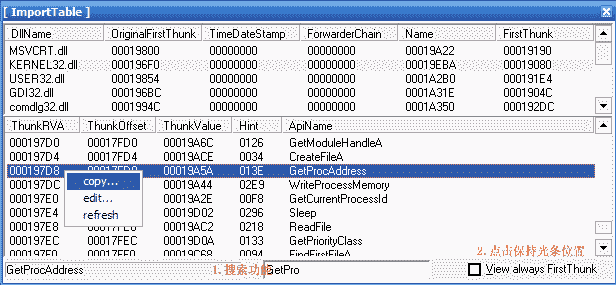 [ ImportTable ]
DllName OriginalFirstThunk TimeDateStamp ForwarderChain Name FirstThunk
MSVCRT.dll 00019800 00000000 00000000 00019A22 00019190
KERNEL32.dll 000196F0 00000000 00000000 00019EBA 00019080
USER32.dll 00019854 00000000 00000000 0001A2B0 000191E4
GDI32.dll 000196BC 00000000 00000000 0001A31E 0001904C
comdlg32.dll 0001994C 00000000 00000000 0001A350 000192DC
ThunkRVA ThunkOffset ThunkValue Hint ApiName
000197D0 00017FD0 00019A6C 0126 GetModuleHandleA
000197D4 00017FD4 00019ACE 0034 CreateFileA
000197D8 00019A5A 013E GetProcAddress
000197DC 00019A44 02E9 WriteProcessMemory
copy...
000197E0 00019A2E 00F8 GetCurrentProcessId
edit...
000197E4 00019D02 0296 Sleep
000197E8 00019CA2 0218 ReadFile
refresh
000197EC 00017FEC 00019D0A 0133 GetPriorityClass
000197F0 00017FF0 00019C68 0094 FindFirstFileA
2. 点击保持光条位置
GetProcAddress 1. 搜索功能 GetPro View always FirstThunk